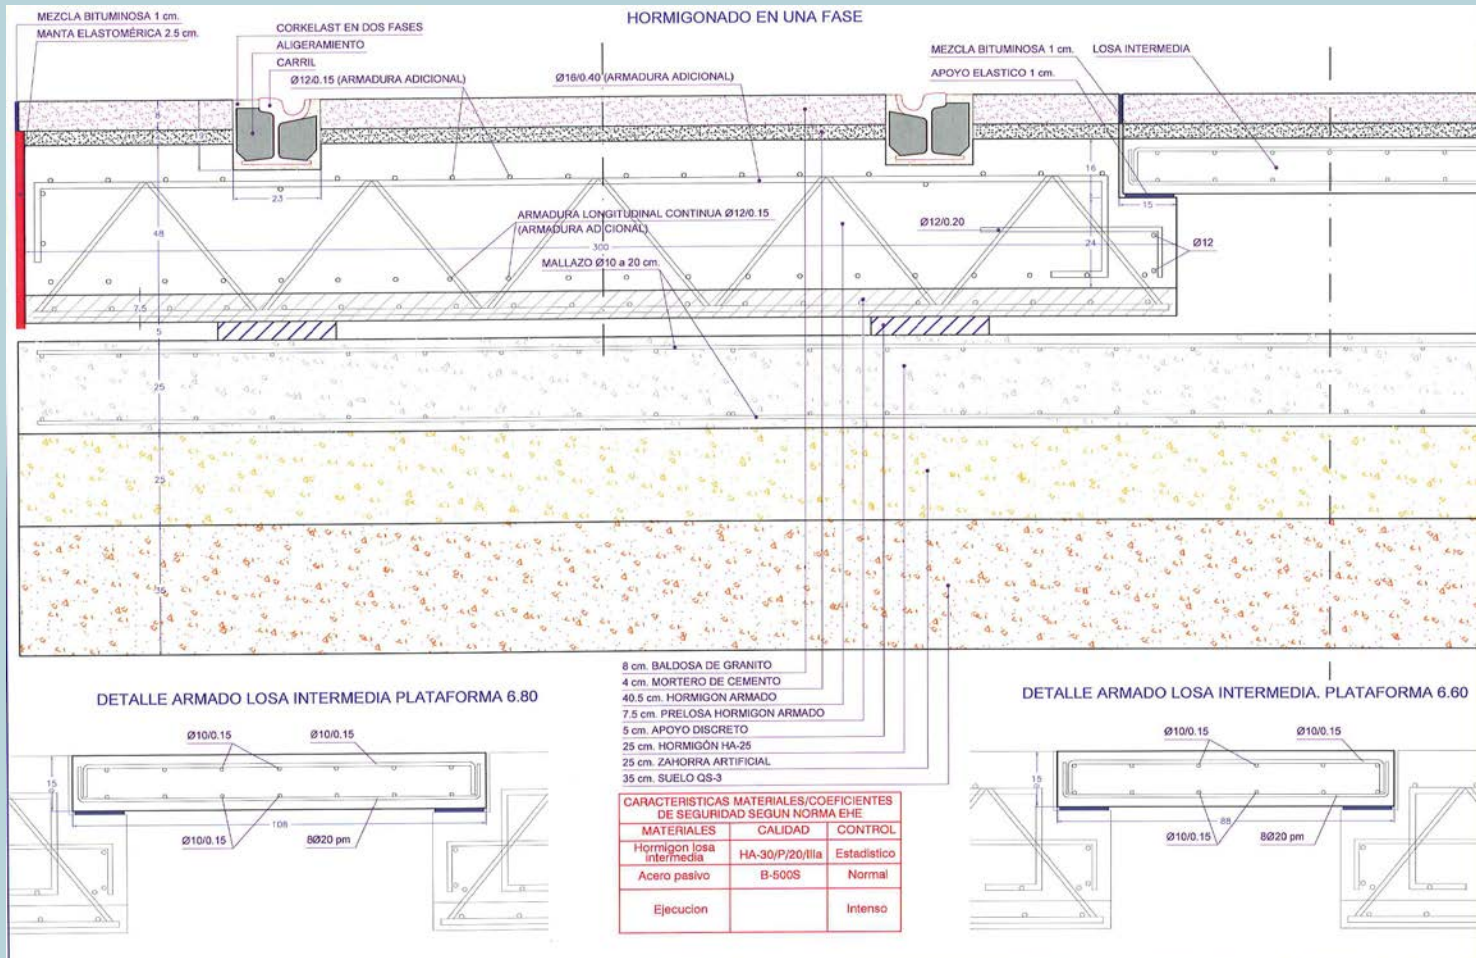 HORMIGONADO EN UNA FASE
MEZCLA BITUMINOSA 1 cm.
MANTA ELASTOMÉRICA 2.5 cm.
CORKELAST EN DOS FASES
ALIGERAMIENTO
CARRIL
Ø12/0.15 (ARMADURA ADICIONAL)
Ø16/0.40 (ARMADURA ADICIONAL)
MEZCLA BITUMINOSA 1 cm.
LOSA INTERMEDIA
APOYO ELASTICO 1 cm.
8
19
23
16
15
48
ARMADURA LONGITUDINAL CONTINUA Ø12/0.15
(ARMADURA ADICIONAL)
300
MALLAZO Ø10 a 20 cm.
Ø12/0.20
24
Ø12
7.5
5
25
25
35
8 cm. BALDOSA DE GRANITO
4 cm. MORTERO DE CEMENTO
40.5 cm. HORMIGON ARMADO
7.5 cm. PRELOSA HORMIGON ARMADO
5 cm. APOYO DISCRETO
25 cm. HORMIGÓN HA-25
25 cm. ZAHORRA ARTIFICIAL
35 cm. SUELO QS-3
DETALLE ARMADO LOSA INTERMEDIA PLATAFORMA 6.80
Ø10/0.15
Ø10/0.15
15
108
Ø10/0.15
8Ø20 pm
CARACTERISTICAS MATERIALES/COEFICIENTES
DE SEGURIDAD SEGUN NORMA EHE
MATERIALES CALIDAD CONTROL
Hormigon losa
intermedia HA-30/P/20/IIIa Estadistico
Acero pasivo B-500S Normal
Ejecucion Intenso
DETALLE ARMADO LOSA INTERMEDIA. PLATAFORMA 6.60
Ø10/0.15
Ø10/0.15
15
88
Ø10/0.15
8Ø20 pm